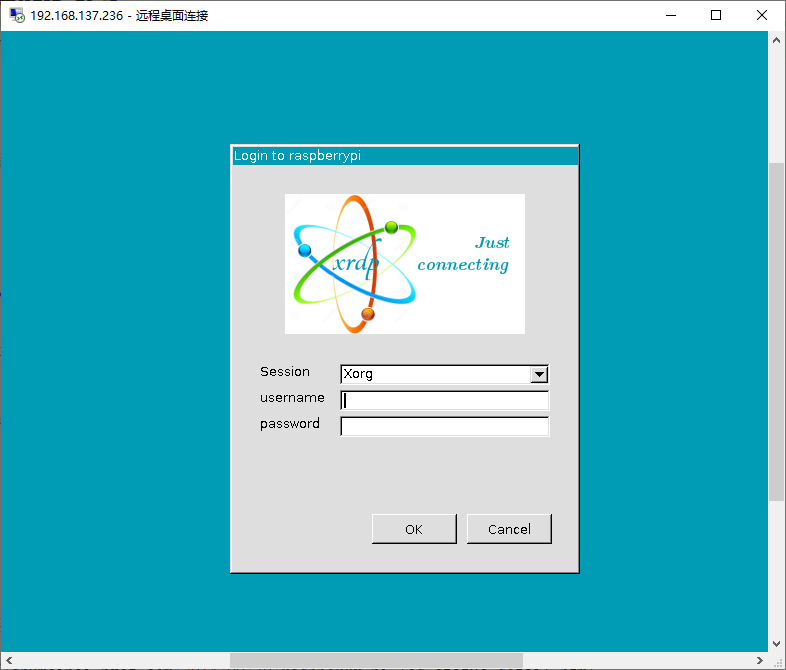 192.168.137.236 - 远程桌面连接
Login to raspberrypi
Just
connecting
xrdp
Session
Xorg
username
password
OK
Cancel